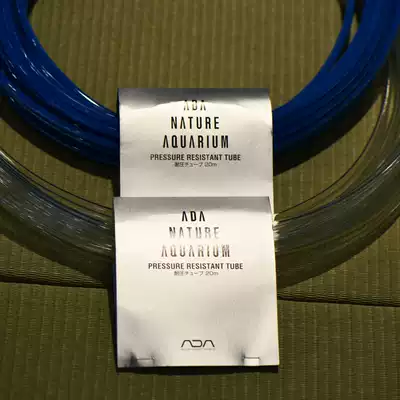 ADA
NATURE
AQUARIUM
PRESSURE RESISTANT TUBE
耐圧チューブ 20m
ADA
NATURE
AQUARIUM
PRESSURE RESISTANT TUBE
耐圧チューブ 20m
ADA